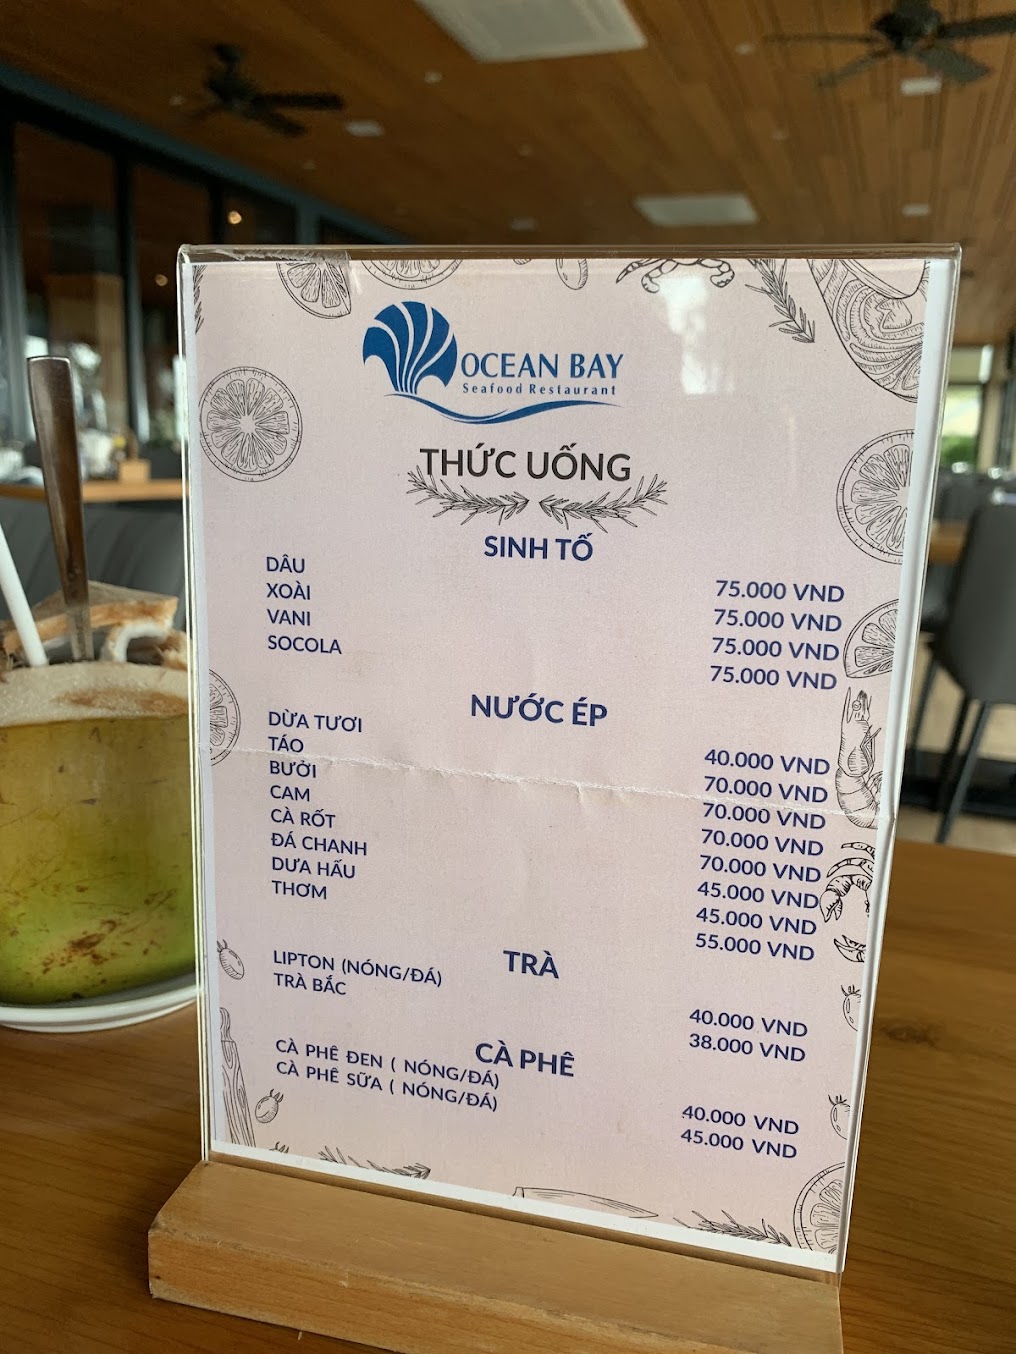 OCEAN BAY
Seafood Restaurant
THỨC UỐNG
SINH TỐ
DÂU 75.000 VND
XOÀI 75.000 VND
VANI 75.000 VND
SOCOLA 75.000 VND
NƯỚC ÉP
DỪA TƯƠI 40.000 VND
TÁO 70.000 VND
BƯỞI 70.000 VND
CAM 70.000 VND
CÀ RỐT 70.000 VND
ĐÁ CHANH 45.000 VND
DƯA HẤU 45.000 VND
THƠM 55.000 VND
TRÀ
LIPTON (NÓNG/ĐÁ) 40.000 VND
TRÀ BẮC 38.000 VND
CÀ PHÊ
CÀ PHÊ ĐEN ( NÓNG/ĐÁ) 40.000 VND
CÀ PHÊ SỮA ( NÓNG/ĐÁ) 45.000 VND